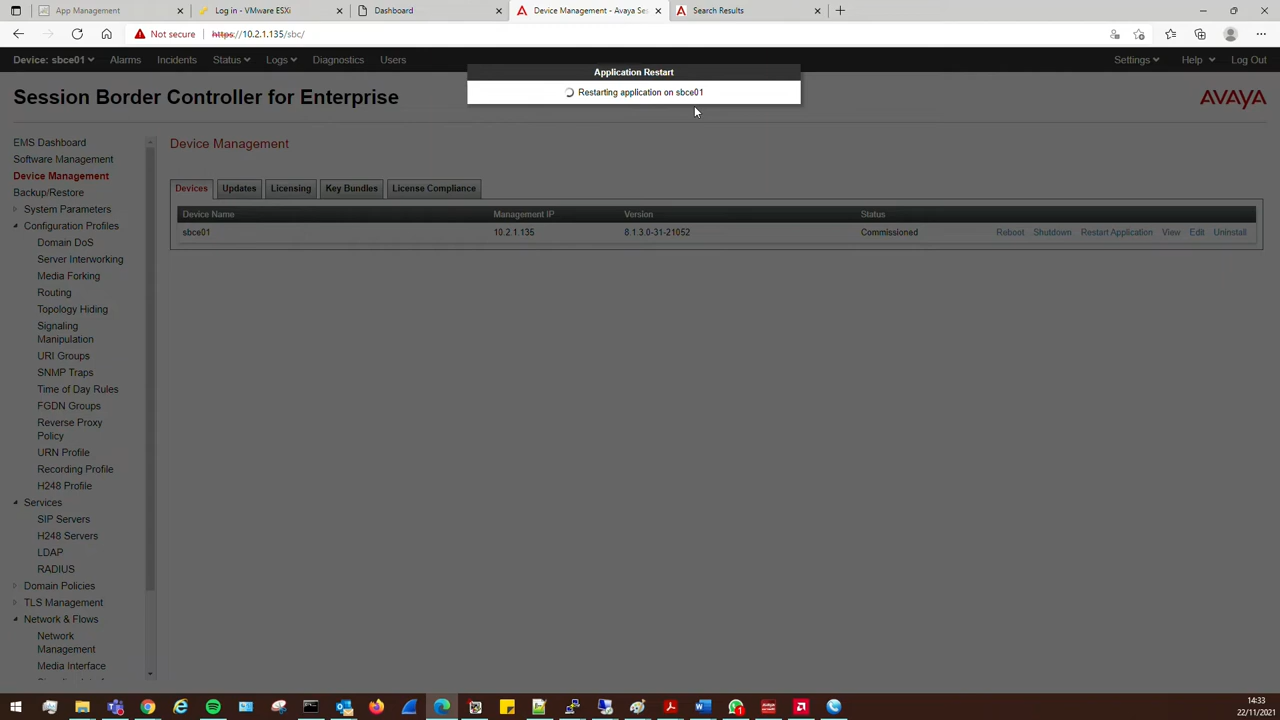 App Management
Log in - VMware ESXi
Dashboard
Device Management - Avaya Ses
Search Results
Not secure
https://10.2.1.135/sbc/
Device: sbce01
Alarms
Incidents
Status
Logs
Diagnostics
Users
Settings
Help
Log Out
Application Restart
Restarting application on sbce01
Session Border Controller for Enterprise
AVAYA
EMS Dashboard
Software Management
Device Management
Backup/Restore
System Parameters
Configuration Profiles
Domain DoS
Server Interworking
Media Forking
Routing
Topology Hiding
Signaling
Manipulation
URI Groups
SNMP Traps
Time of Day Rules
FGDN Groups
Reverse Proxy
Policy
URN Profile
Recording Profile
H248 Profile
Services
SIP Servers
H248 Servers
LDAP
RADIUS
Domain Policies
TLS Management
Network & Flows
Network
Management
Media Interface
Device Management
Devices
Updates
Licensing
Key Bundles
License Compliance
Device Name
Management IP
Version
Status
sbce01
10.2.1.135
8.1.3.0-31-21052
Commissioned
Reboot
Shutdown
Restart Application
View
Edit
Uninstall
14:33
22/11/2021